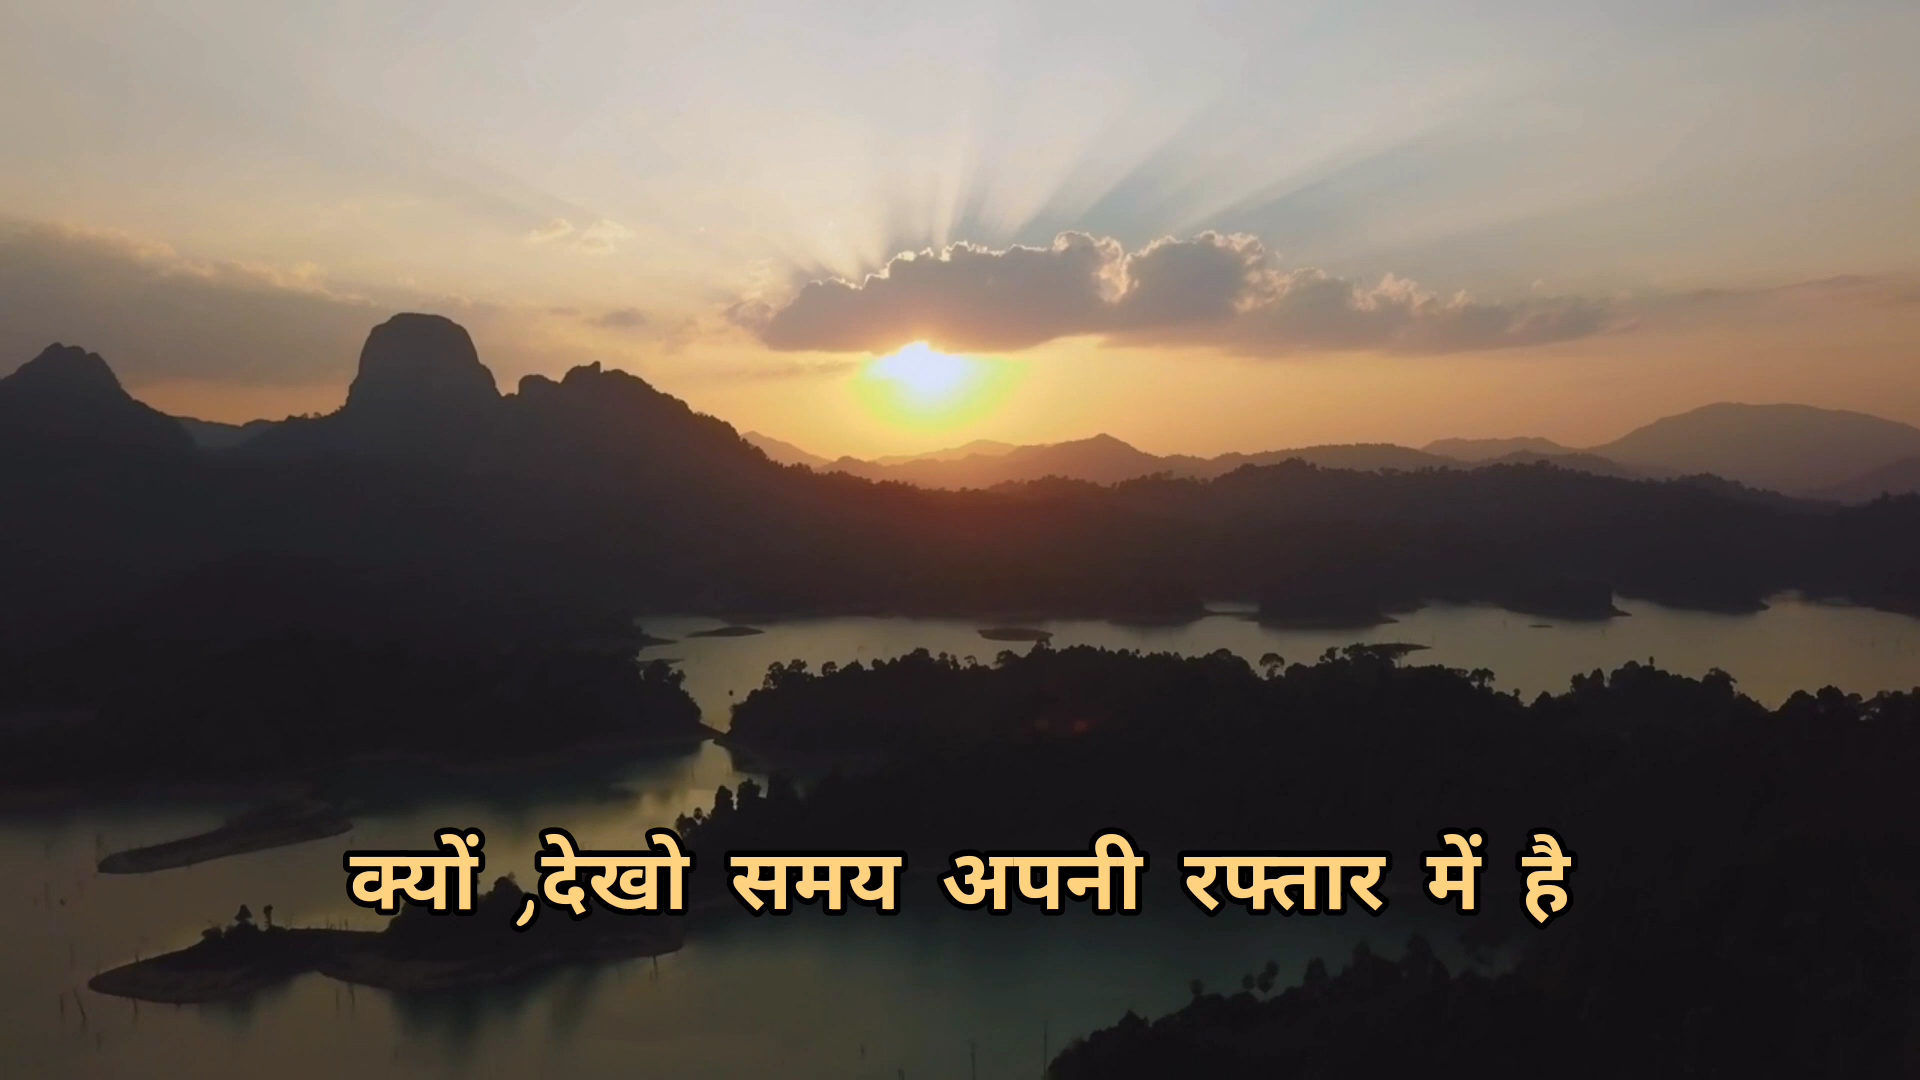 क्यों ,देखो समय अपनी रफ्तार में है